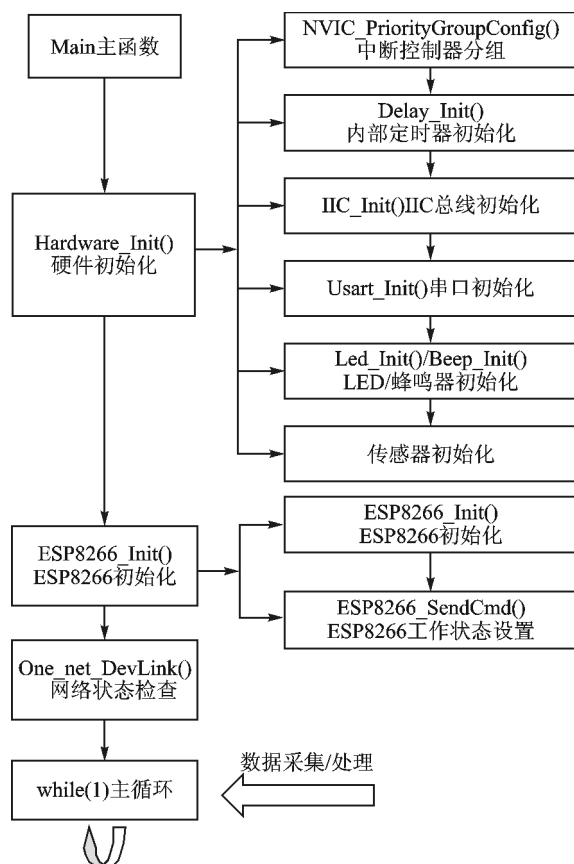 Main主函数
Hardware_Init()
硬件初始化
ESP8266_Init()
ESP8266初始化
One_net_DevLink()
网络状态检查
while(1)主循环
NVIC_PriorityGroupConfig()
中断控制器分组
Delay_Init()
内部定时器初始化
IIC_Init()IIC总线初始化
Usart_Init()串口初始化
Led_Init()/Beep_Init()
LED/蜂鸣器初始化
传感器初始化
ESP8266_Init()
ESP8266初始化
ESP8266_SendCmd()
ESP8266工作状态设置
数据采集/处理